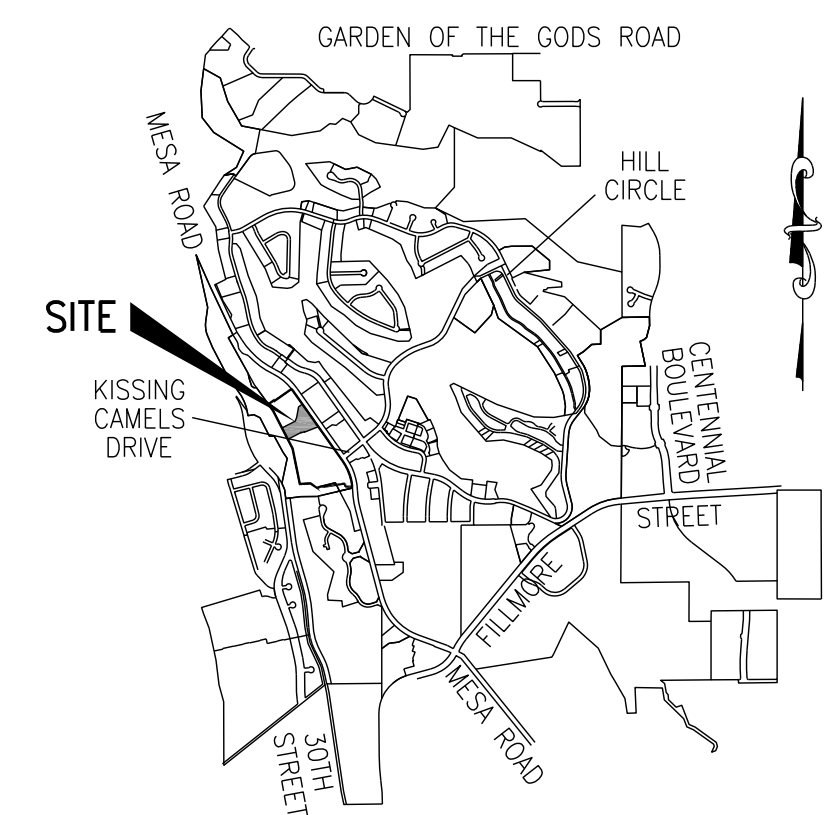 GARDEN OF THE GODS ROAD
MESA ROAD
HILL
CIRCLE
SITE
KISSING
CAMELS
DRIVE
CENTENNIAL
BOULEVARD
STREET
FILLMORE
MESA ROAD
30TH
STREET